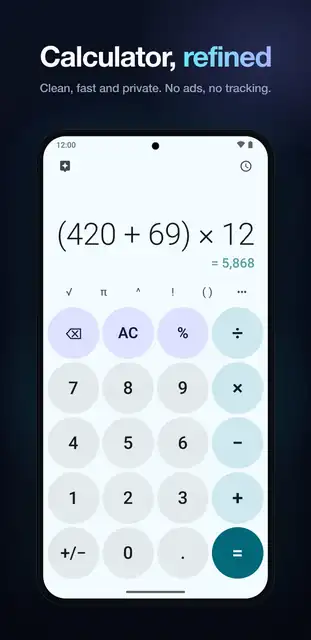 Calculator, refined
Clean, fast and private. No ads, no tracking.
12:00
(420 + 69) × 12
= 5,868
√ π ^ ! ( ) •••
AC % ÷
7 8 9 ×
4 5 6 −
1 2 3 +
+/− 0 . =